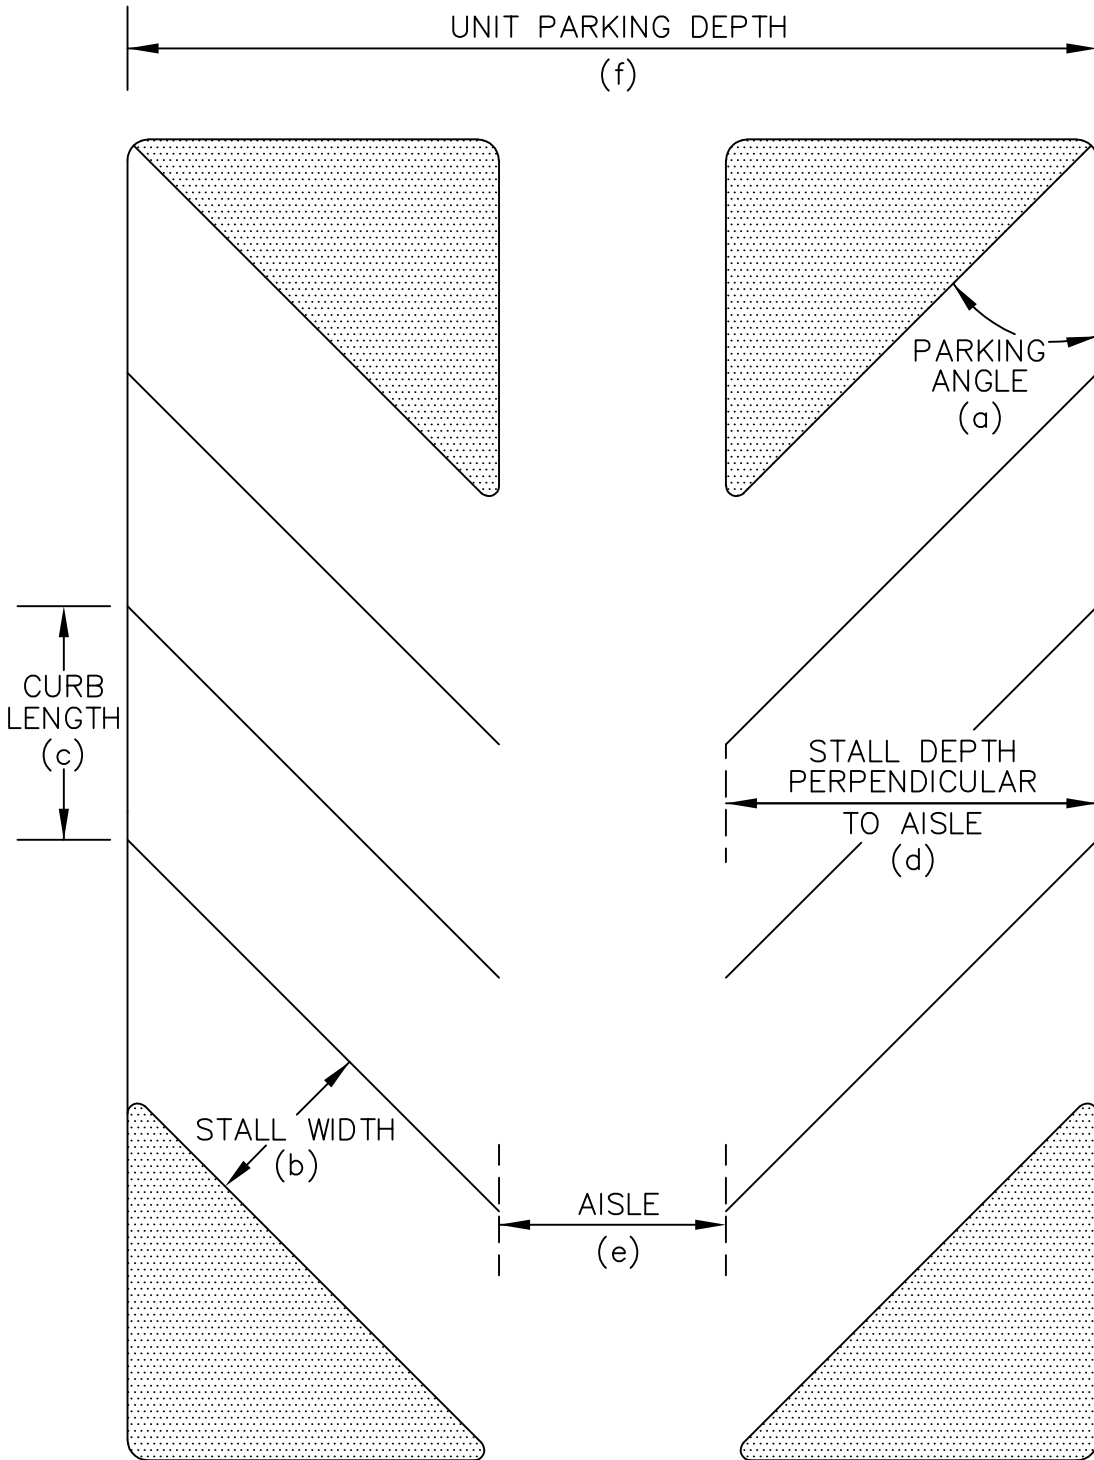 UNIT PARKING DEPTH
(f)
PARKING
ANGLE
(a)
CURB
LENGTH
(c)
STALL DEPTH
PERPENDICULAR
TO AISLE
(d)
STALL WIDTH
(b)
AISLE
(e)